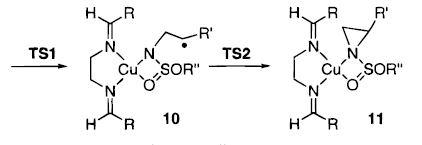 TS1
H R
N N R'
Cu SOR"
N O
H R
10
TS2
H R
N R'
N
Cu SOR"
N O
H R
11